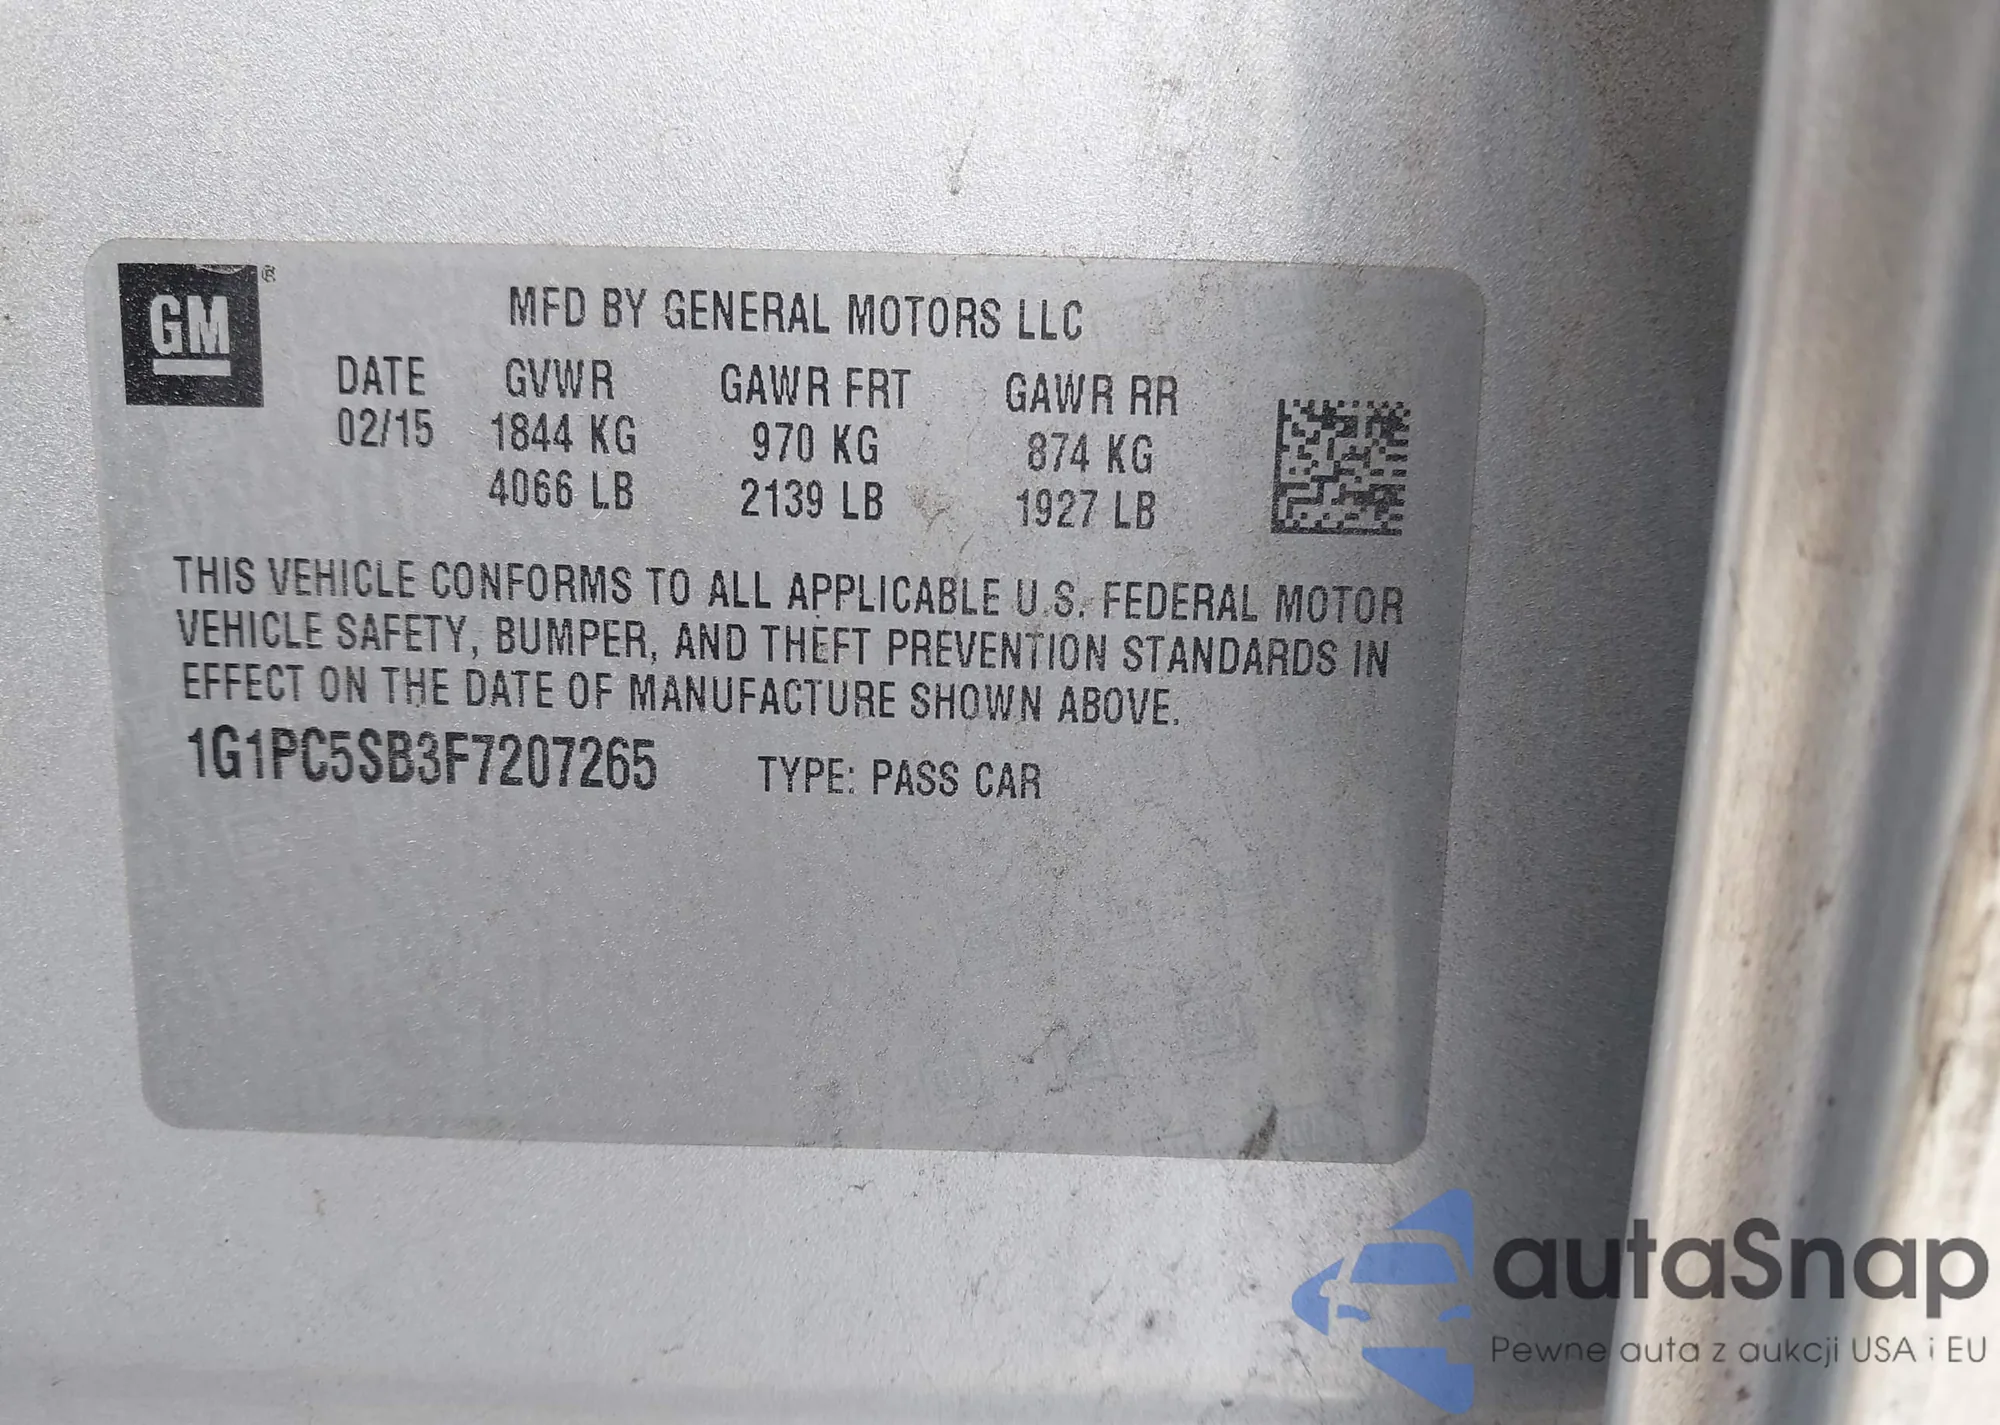 GM ®
MFD BY GENERAL MOTORS LLC
DATE GVWR GAWR FRT GAWR RR
02/15 1844 KG 970 KG 874 KG
4066 LB 2139 LB 1927 LB
THIS VEHICLE CONFORMS TO ALL APPLICABLE U.S. FEDERAL MOTOR
VEHICLE SAFETY, BUMPER, AND THEFT PREVENTION STANDARDS IN
EFFECT ON THE DATE OF MANUFACTURE SHOWN ABOVE.
1G1PC5SB3F7207265 TYPE: PASS CAR
autaSnap
Pewne auta z aukcji USA i EU